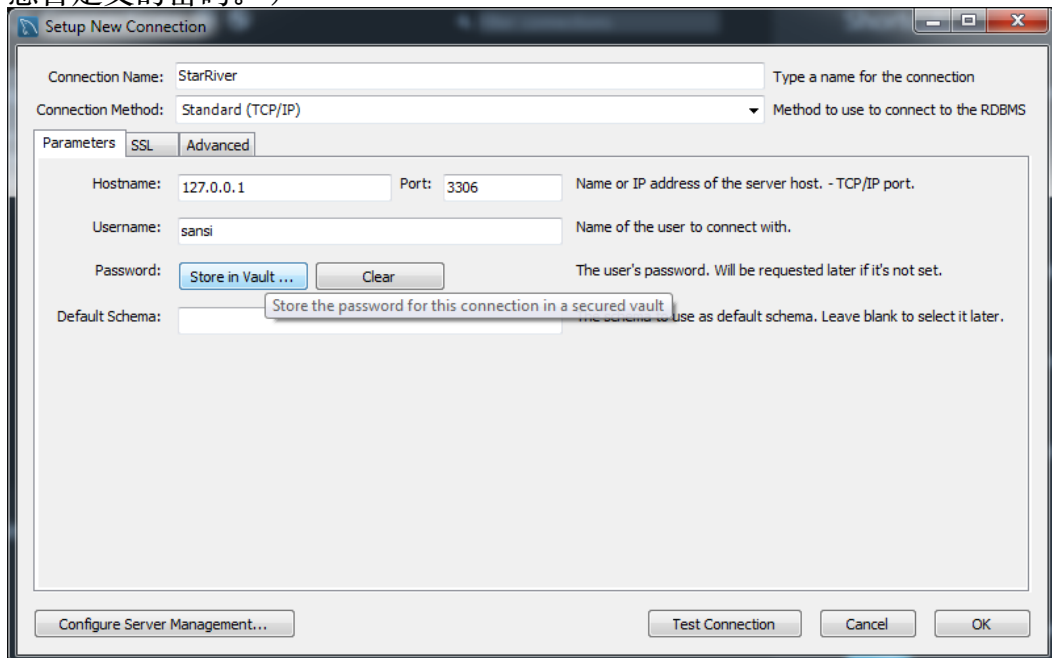 Setup New Connection
Connection Name: StarRiver Type a name for the connection
Connection Method: Standard (TCP/IP) Method to use to connect to the RDBMS
Parameters SSL Advanced
Hostname: 127.0.0.1 Port: 3306 Name or IP address of the server host. - TCP/IP port.
Username: sansi Name of the user to connect with.
Password: Store in Vault ... Clear The user's password. Will be requested later if it's not set.
Store the password for this connection in a secured vault
Default Schema: to use as default schema. Leave blank to select it later.
Configure Server Management... Test Connection Cancel OK